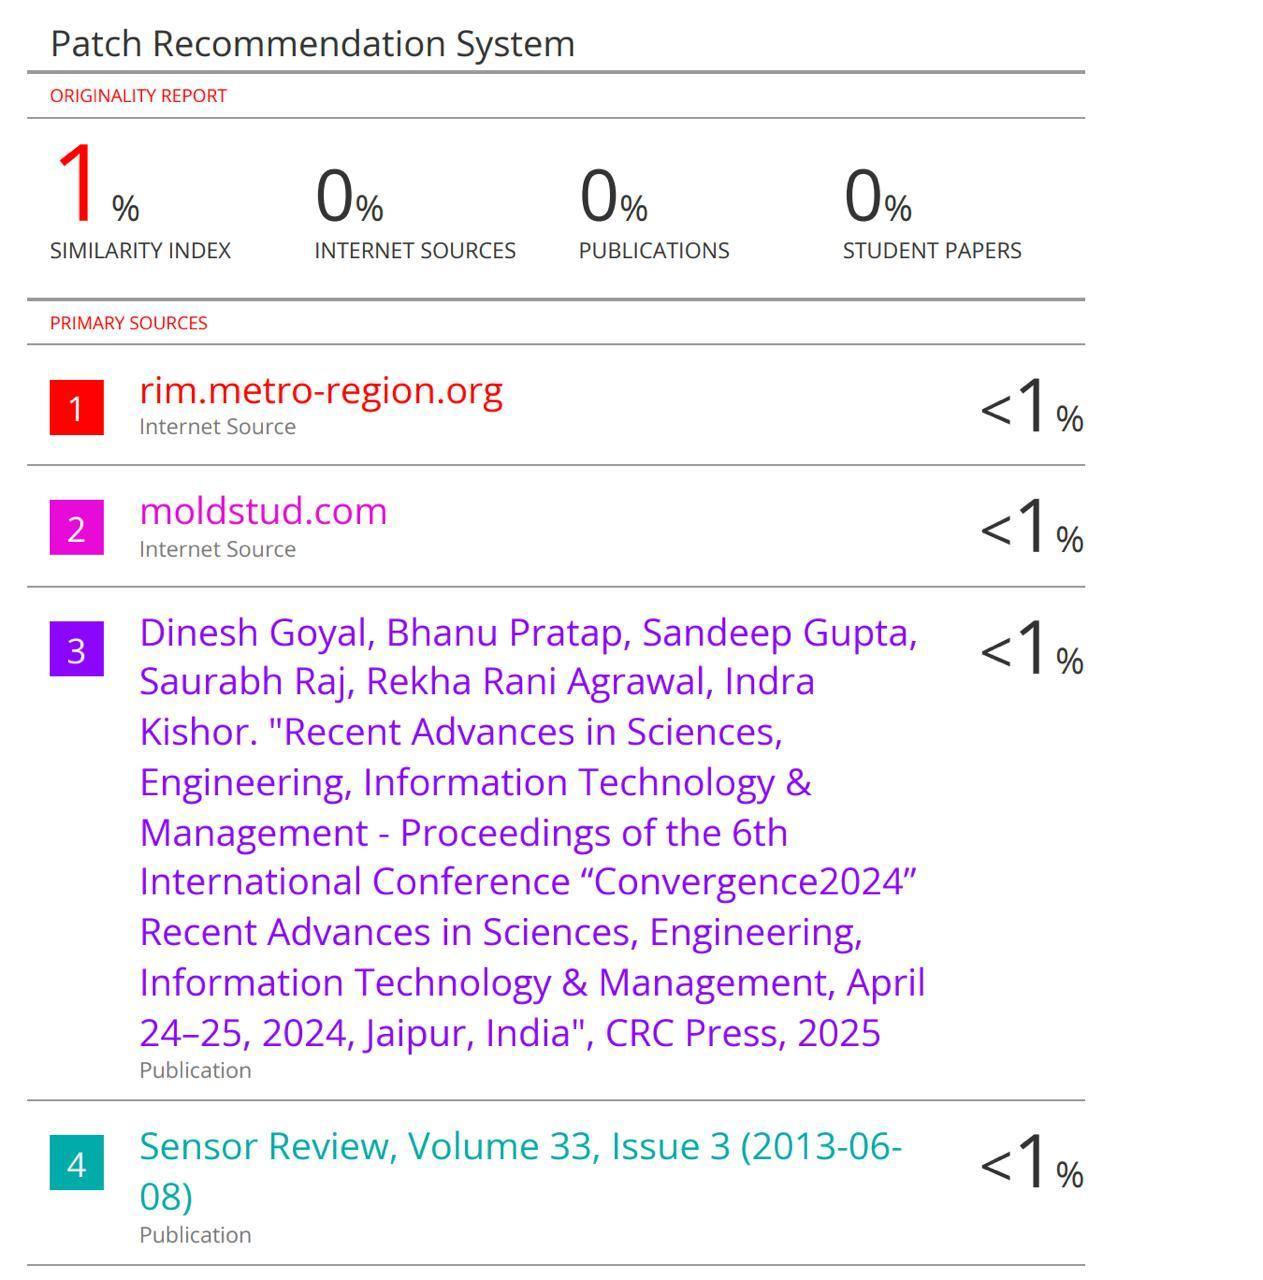 Patch Recommendation System
ORIGINALITY REPORT
1 %
0%
0%
0%
SIMILARITY INDEX
INTERNET SOURCES
PUBLICATIONS
STUDENT PAPERS
PRIMARY SOURCES
1
rim.metro-region.org
Internet Source
<1 %
2
moldstud.com
Internet Source
<1 %
3
Dinesh Goyal, Bhanu Pratap, Sandeep Gupta,
Saurabh Raj, Rekha Rani Agrawal, Indra
Kishor. "Recent Advances in Sciences,
Engineering, Information Technology &
Management - Proceedings of the 6th
International Conference “Convergence2024”
Recent Advances in Sciences, Engineering,
Information Technology & Management, April
24–25, 2024, Jaipur, India", CRC Press, 2025
Publication
<1 %
4
Sensor Review, Volume 33, Issue 3 (2013-06-
08)
Publication
<1 %